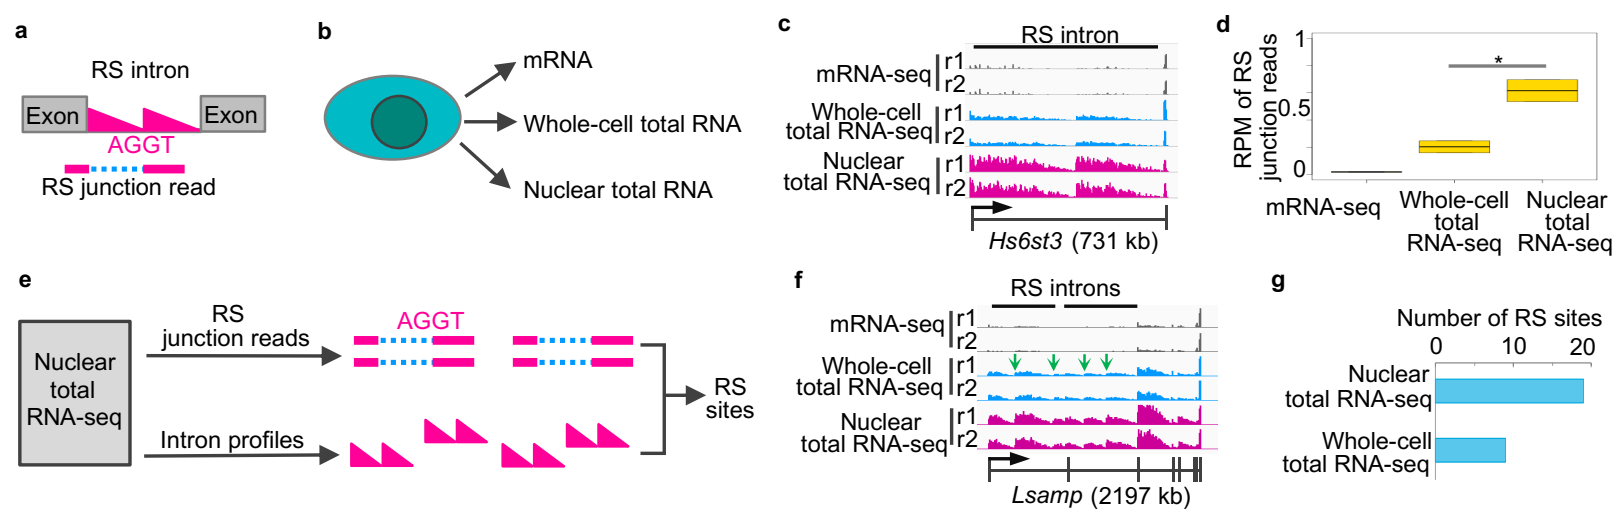 a
RS intron
Exon
Exon
AGGT
RS junction read
b
mRNA
Whole-cell total RNA
Nuclear total RNA
c
RS intron
mRNA-seq
r1
r2
Whole-cell
total RNA-seq
r1
r2
Nuclear
total RNA-seq
r1
r2
Hs6st3 (731 kb)
d
RPM of RS
junction reads
1
0.5
0
*
mRNA-seq
Whole-cell
total
RNA-seq
Nuclear
total
RNA-seq
e
Nuclear
total
RNA-seq
RS
junction reads
AGGT
Intron profiles
RS
sites
f
RS introns
mRNA-seq
r1
r2
Whole-cell
total RNA-seq
r1
r2
Nuclear
total RNA-seq
r1
r2
Lsamp (2197 kb)
g
Number of RS sites
0 10 20
Nuclear
total RNA-seq
Whole-cell
total RNA-seq